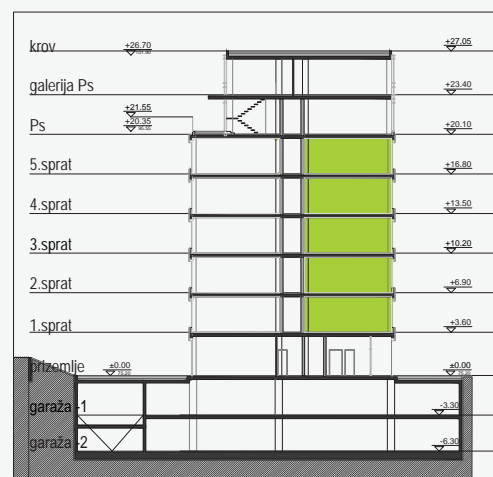 krov +26.70 +27.05
galerija Ps +23.40
+21.55
Ps +20.35 +20.10
5.sprat +16.80
4.sprat +13.50
3.sprat +10.20
2.sprat +6.90
1.sprat +3.60
prizemlje ±0.00 ±0.00
garaža -1 -3.30
garaža -2 -6.30